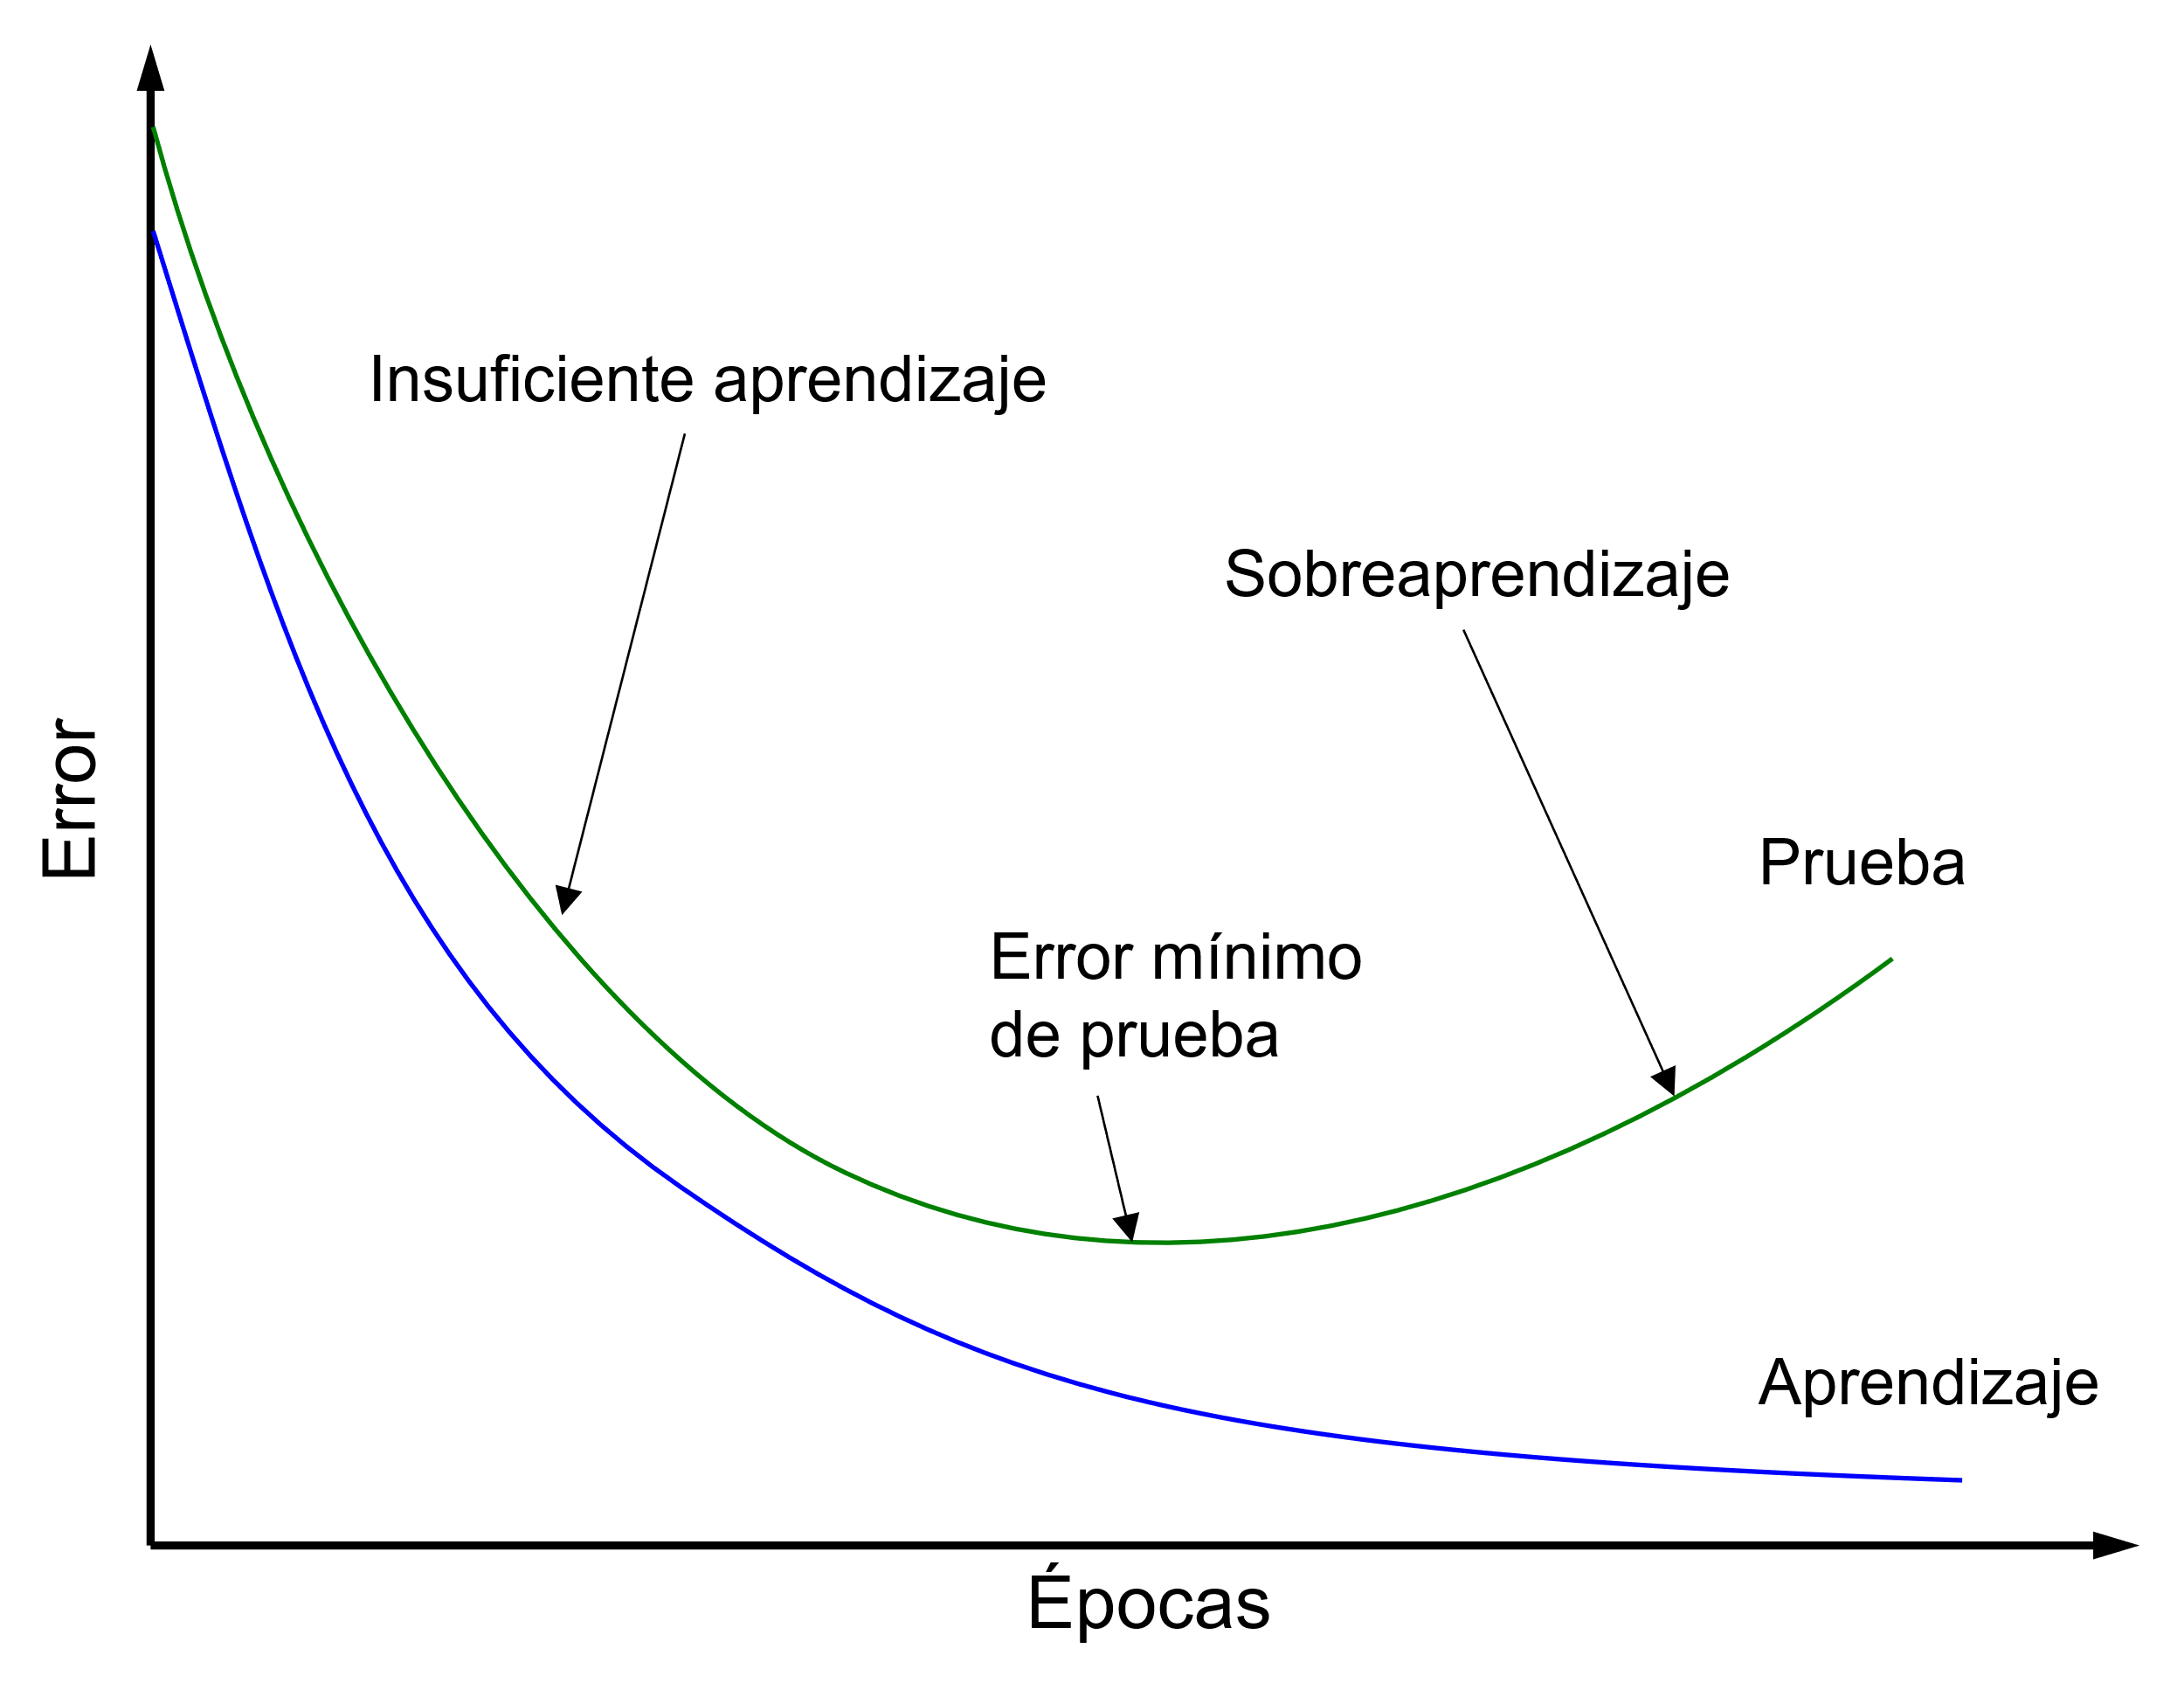 Insuficiente aprendizaje
Sobreaprendizaje
Error
Prueba
Error mínimo
de prueba
Aprendizaje
Épocas